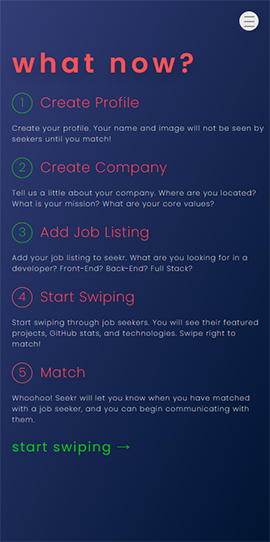 what now?
1 Create Profile
Create your profile. Your name and image will not be seen by
seekers until you match!
2 Create Company
Tell us a little about your company. Where are you located?
What is your mission? What are your core values?
3 Add Job Listing
Add your job listing to seekr. What are you looking for in a
developer? Front-End? Back-End? Full Stack?
4 Start Swiping
Start swiping through job seekers. You will see their featured
projects, GitHub stats, and technologies. Swipe right to
match!
5 Match
Whoohoo! Seekr will let you know when you have matched
with a job seeker, and you can begin communicating with
them.
start swiping →